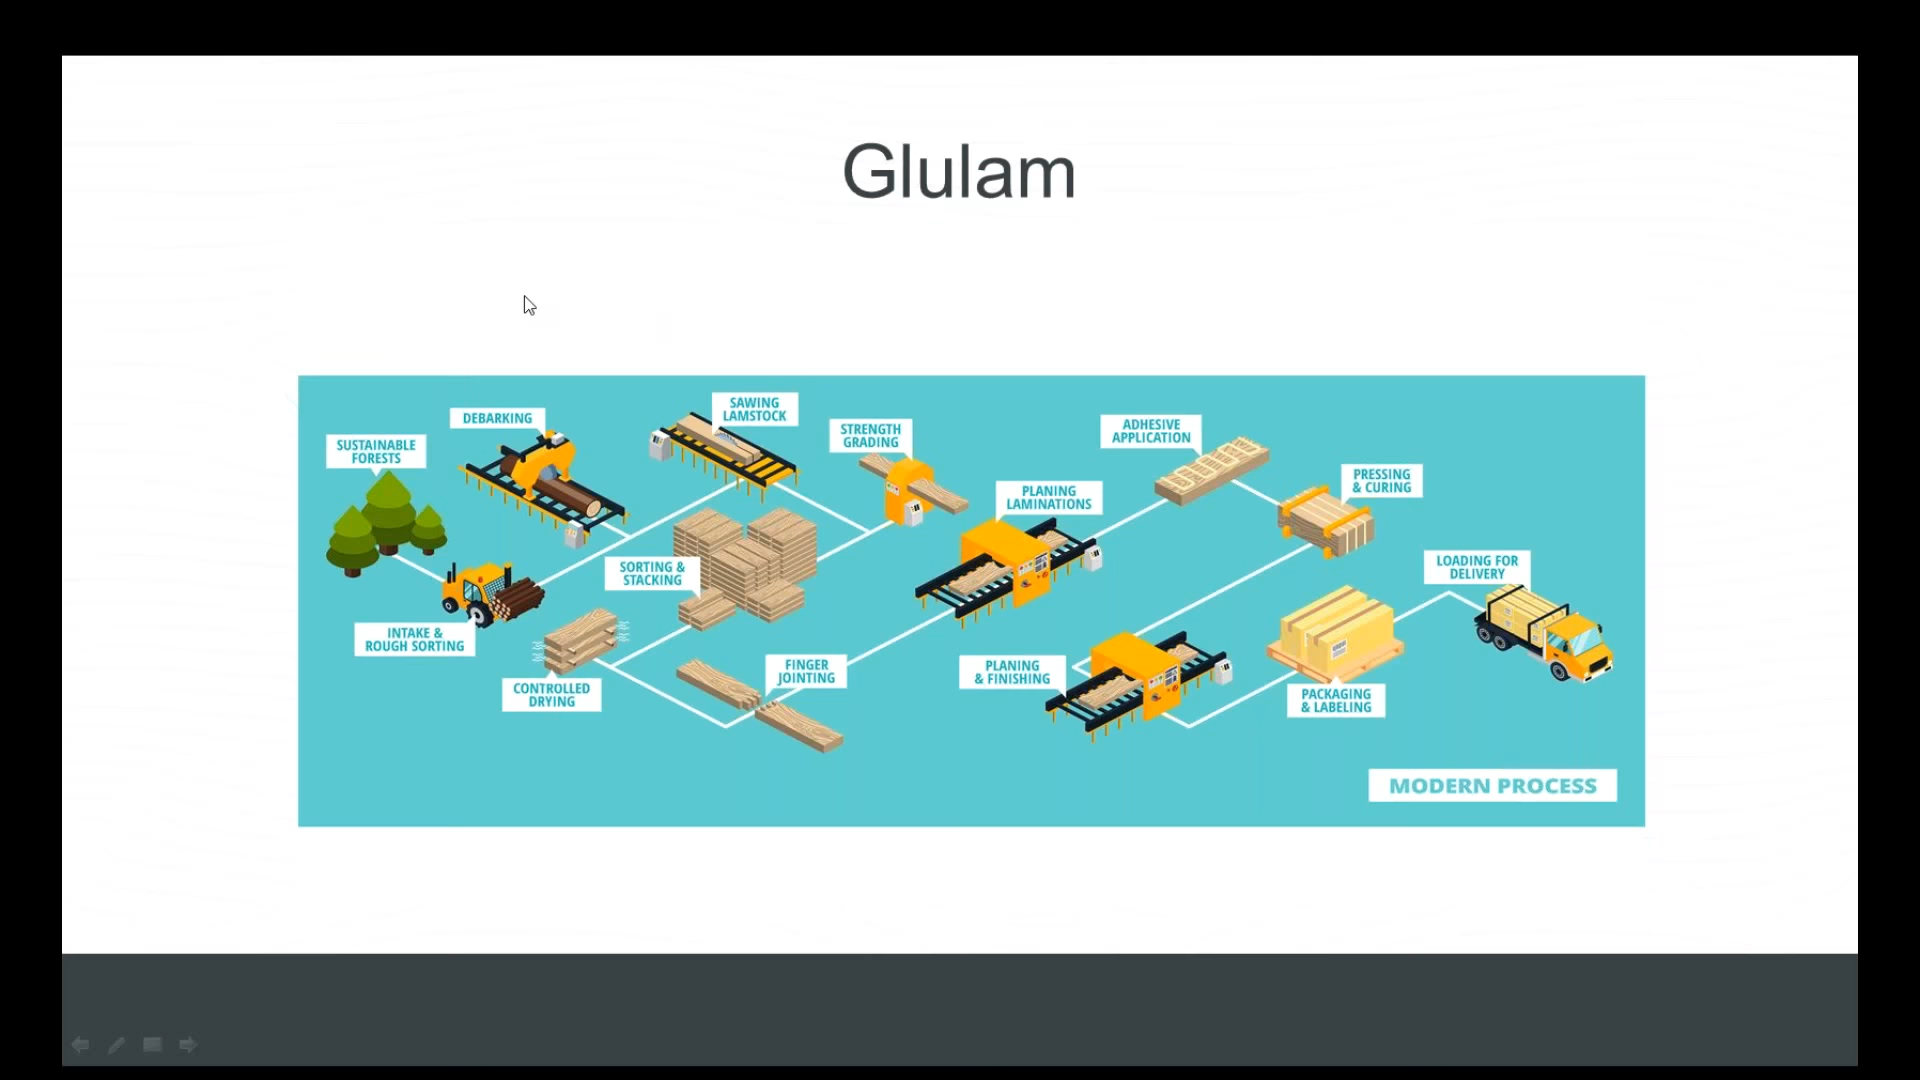 Glulam
SUSTAINABLE
FORESTS
DEBARKING
SAWING
LAMSTOCK
STRENGTH
GRADING
INTAKE &
ROUGH SORTING
SORTING &
STACKING
CONTROLLED
DRYING
FINGER
JOINTING
PLANING
LAMINATIONS
ADHESIVE
APPLICATION
PRESSING
& CURING
PLANING
& FINISHING
PACKAGING
& LABELING
LOADING FOR
DELIVERY
MODERN PROCESS